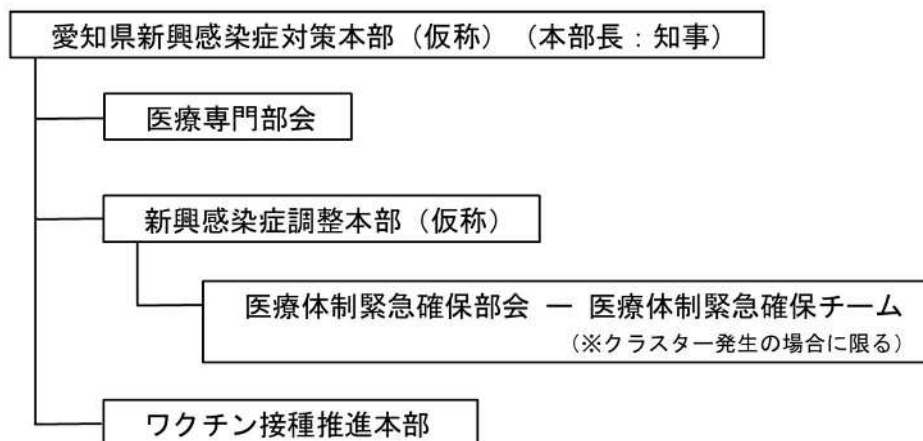 愛知県新興感染症対策本部（仮称）（本部長：知事）
医療専門部会
新興感染症調整本部（仮称）
医療体制緊急確保部会 ― 医療体制緊急確保チーム
（※クラスター発生の場合に限る）
ワクチン接種推進本部